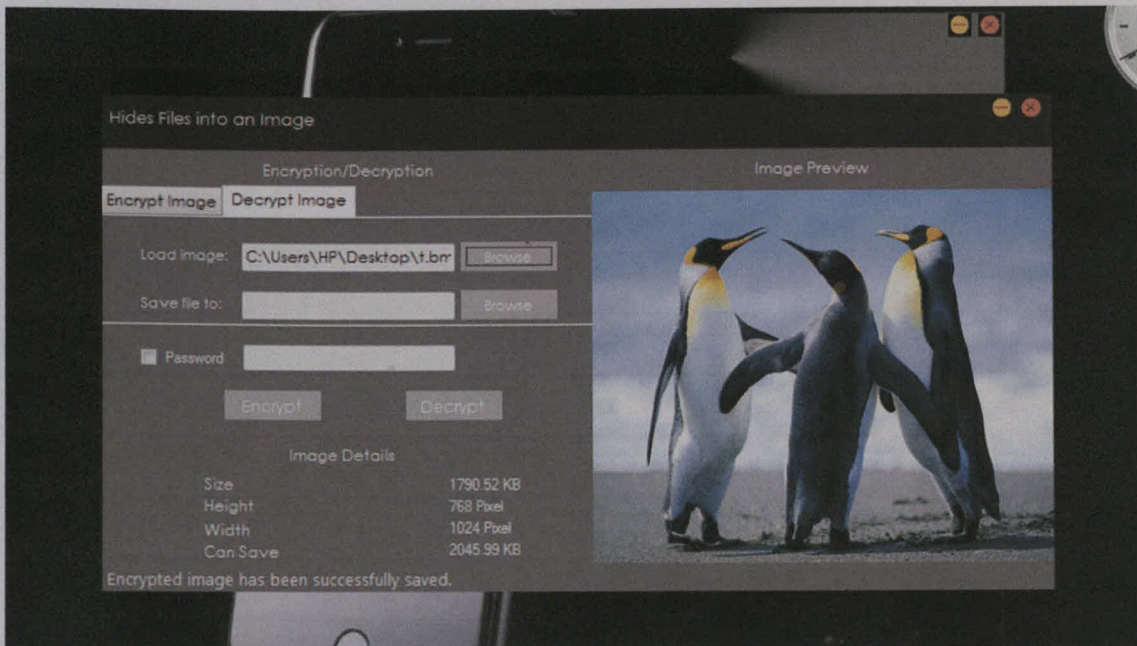 Hides Files into an Image
Encryption/Decryption
Image Preview
Encrypt Image
Decrypt Image
Load image:
C:\Users\HP\Desktop\t.bm
Browse
Save file to:
Browse
Password
Encrypt
Decrypt
Image Details
Size 1790.52 KB
Height 768 Pixel
Width 1024 Pixel
Can Save 2045.99 KB
Encrypted image has been successfully saved.